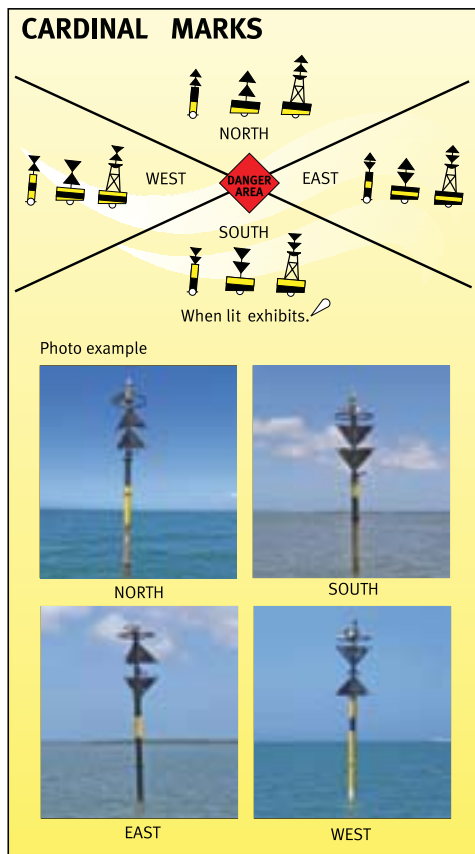 CARDINAL MARKS
NORTH
WEST
DANGER
AREA
EAST
SOUTH
When lit exhibits.
Photo example
NORTH
SOUTH
EAST
WEST